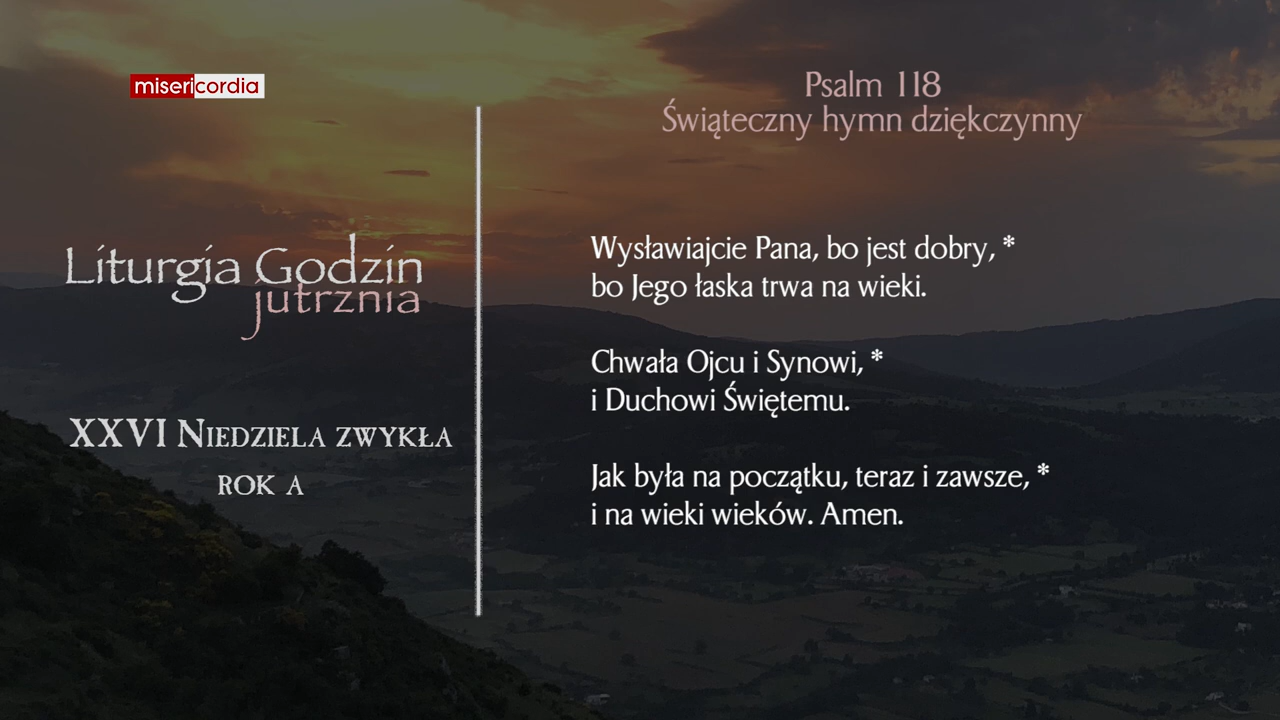 misericordia
Liturgia Godzin
jutrznia
XXVI Niedziela zwykła
rok A
Psalm 118
Świąteczny hymn dziękczynny
Wysławiajcie Pana, bo jest dobry, *
bo Jego łaska trwa na wieki.
Chwała Ojcu i Synowi, *
i Duchowi Świętemu.
Jak była na początku, teraz i zawsze, *
i na wieki wieków. Amen.